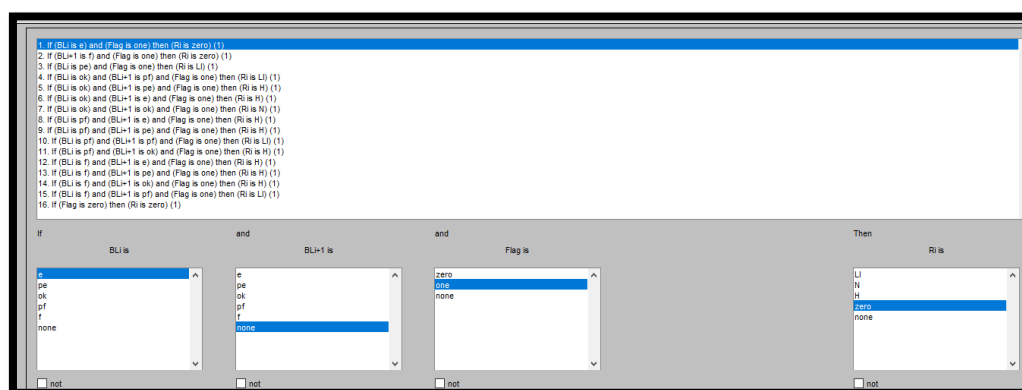 1. If (BLi is e) and (Flag is one) then (Ri is zero) (1)
2. If (BLi+1 is f) and (Flag is one) then (Ri is zero) (1)
3. If (BLi is pe) and (Flag is one) then (Ri is LI) (1)
4. If (BLi is ok) and (BLi+1 is pf) and (Flag is one) then (Ri is LI) (1)
5. If (BLi is ok) and (BLi+1 is pe) and (Flag is one) then (Ri is H) (1)
6. If (BLi is ok) and (BLi+1 is e) and (Flag is one) then (Ri is H) (1)
7. If (BLi is ok) and (BLi+1 is ok) and (Flag is one) then (Ri is N) (1)
8. If (BLi is pf) and (BLi+1 is e) and (Flag is one) then (Ri is H) (1)
9. If (BLi is pf) and (BLi+1 is pe) and (Flag is one) then (Ri is H) (1)
10. If (BLi is pf) and (BLi+1 is pf) and (Flag is one) then (Ri is LI) (1)
11. If (BLi is pf) and (BLi+1 is ok) and (Flag is one) then (Ri is H) (1)
12. If (BLi is f) and (BLi+1 is e) and (Flag is one) then (Ri is H) (1)
13. If (BLi is f) and (BLi+1 is pe) and (Flag is one) then (Ri is H) (1)
14. If (BLi is f) and (BLi+1 is ok) and (Flag is one) then (Ri is H) (1)
15. If (BLi is f) and (BLi+1 is pf) and (Flag is one) then (Ri is LI) (1)
16. If (Flag is zero) then (Ri is zero) (1)
If and and Then
BLi is BLi+1 is Flag is Ri is
e e zero LI
pe pe one N
ok ok none H
pf pf zero
f f none
none none
not not not not